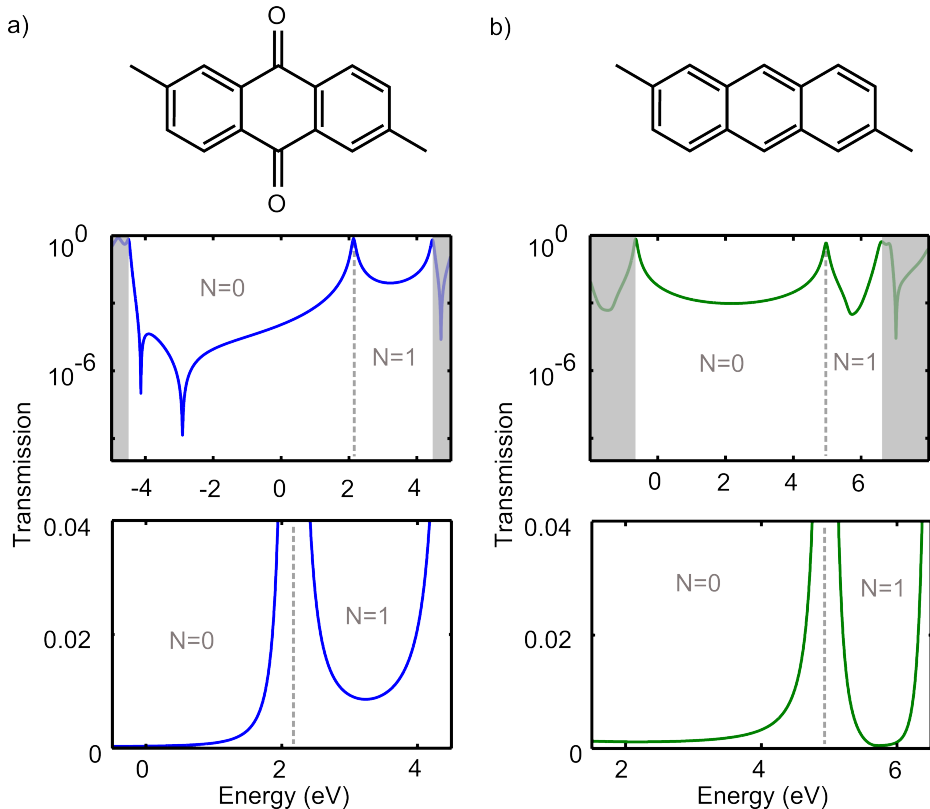 a)
O
O
b)
Transmission
10^0
N=0
N=1
10^-6
-4 -2 0 2 4
0.04
N=1
N=0
0.02
0
0 2 4
Energy (eV)
Transmission
10^0
N=0 N=1
10^-6
0 2 4 6
0.04
N=0 N=1
0.02
0
2 4 6
Energy (eV)